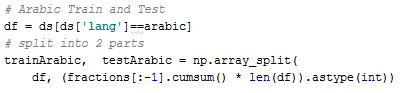 # Arabic Train and Test
df = ds[ds['lang']==arabic]
# split into 2 parts
trainArabic,  testArabic = np.array_split(
    df, (fractions[:-1].cumsum() * len(df)).astype(int))